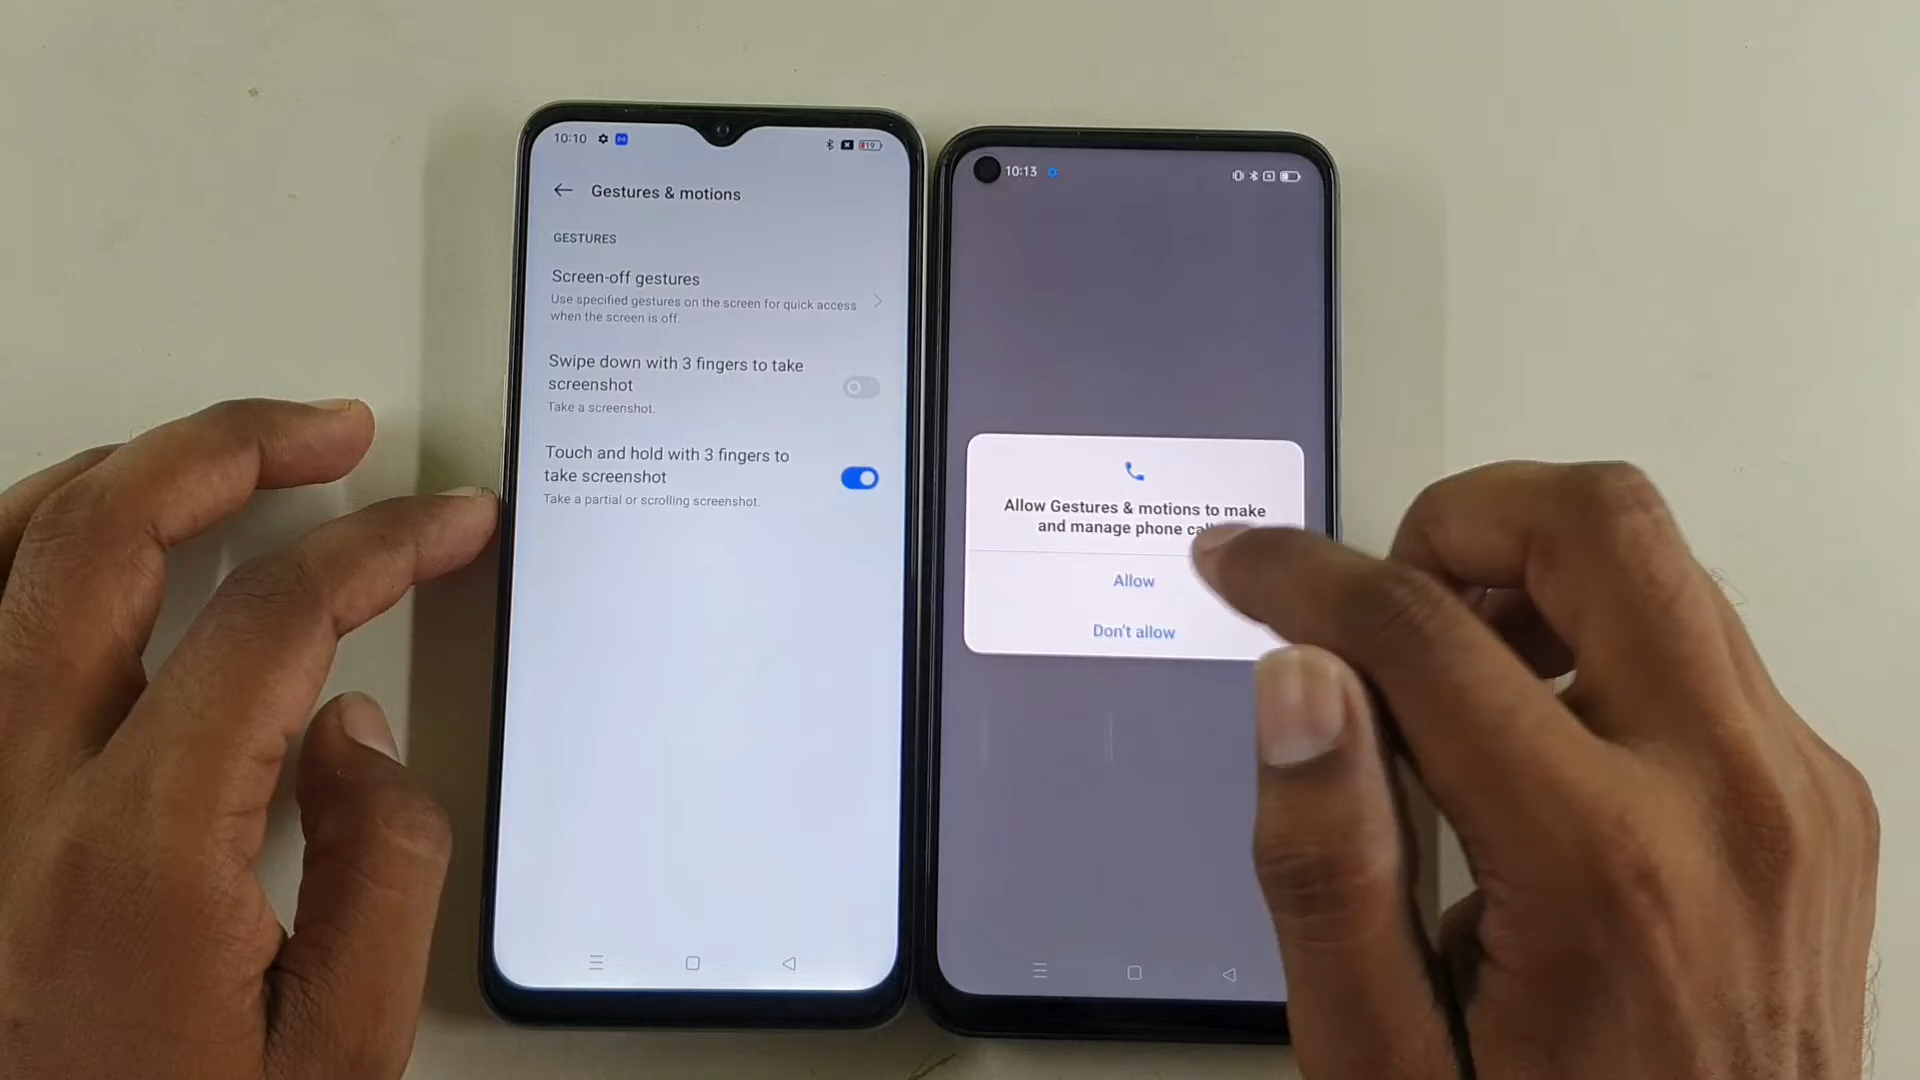 10:10
19
Gestures & motions
GESTURES
Screen-off gestures
Use specified gestures on the screen for quick access
when the screen is off.
Swipe down with 3 fingers to take
screenshot
Take a screenshot.
Touch and hold with 3 fingers to
take screenshot
Take a partial or scrolling screenshot.
10:13
Allow Gestures & motions to make
and manage phone
Allow
Don't allow